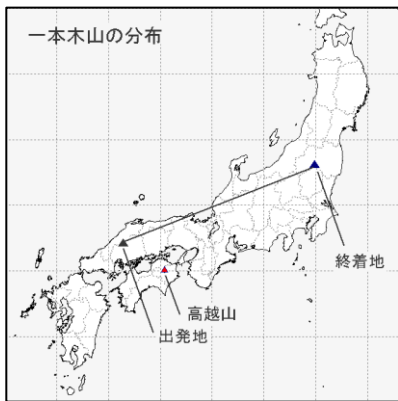 一本木山の分布
終着地
高越山
出発地